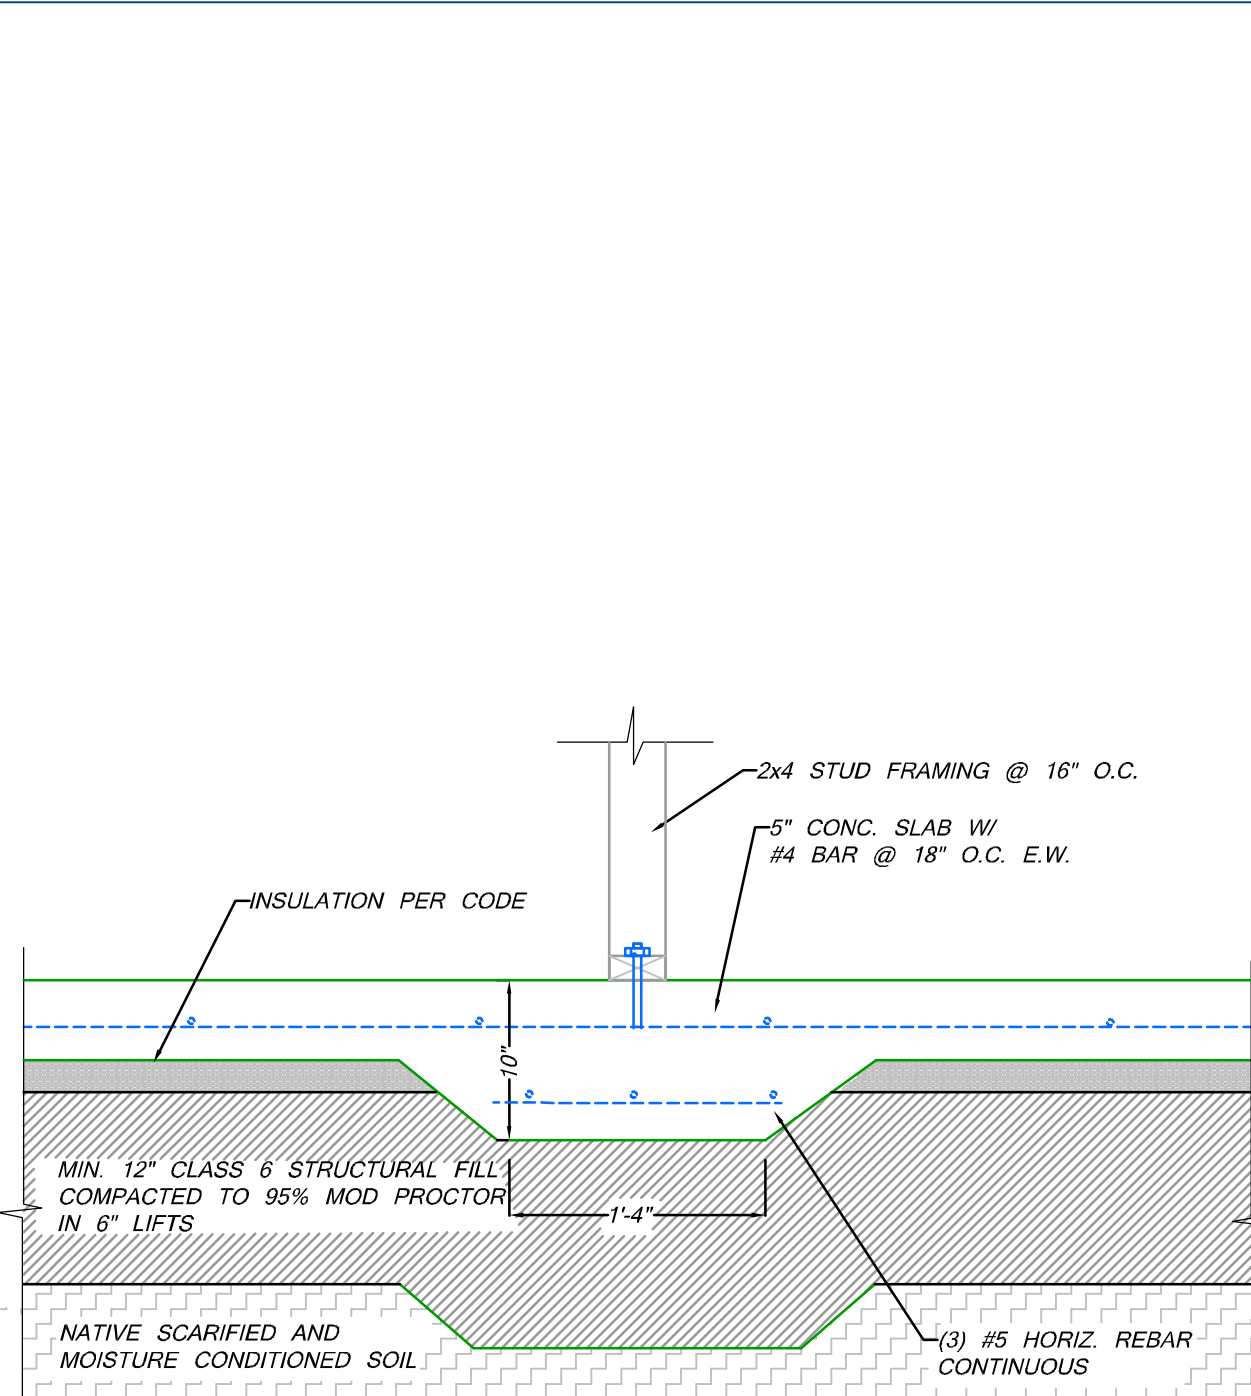 2x4 STUD FRAMING @ 16" O.C.
5" CONC. SLAB W/
#4 BAR @ 18" O.C. E.W.
INSULATION PER CODE
10"
MIN. 12" CLASS 6 STRUCTURAL FILL
COMPACTED TO 95% MOD PROCTOR
IN 6" LIFTS
1'-4"
NATIVE SCARIFIED AND
MOISTURE CONDITIONED SOIL
(3) #5 HORIZ. REBAR
CONTINUOUS